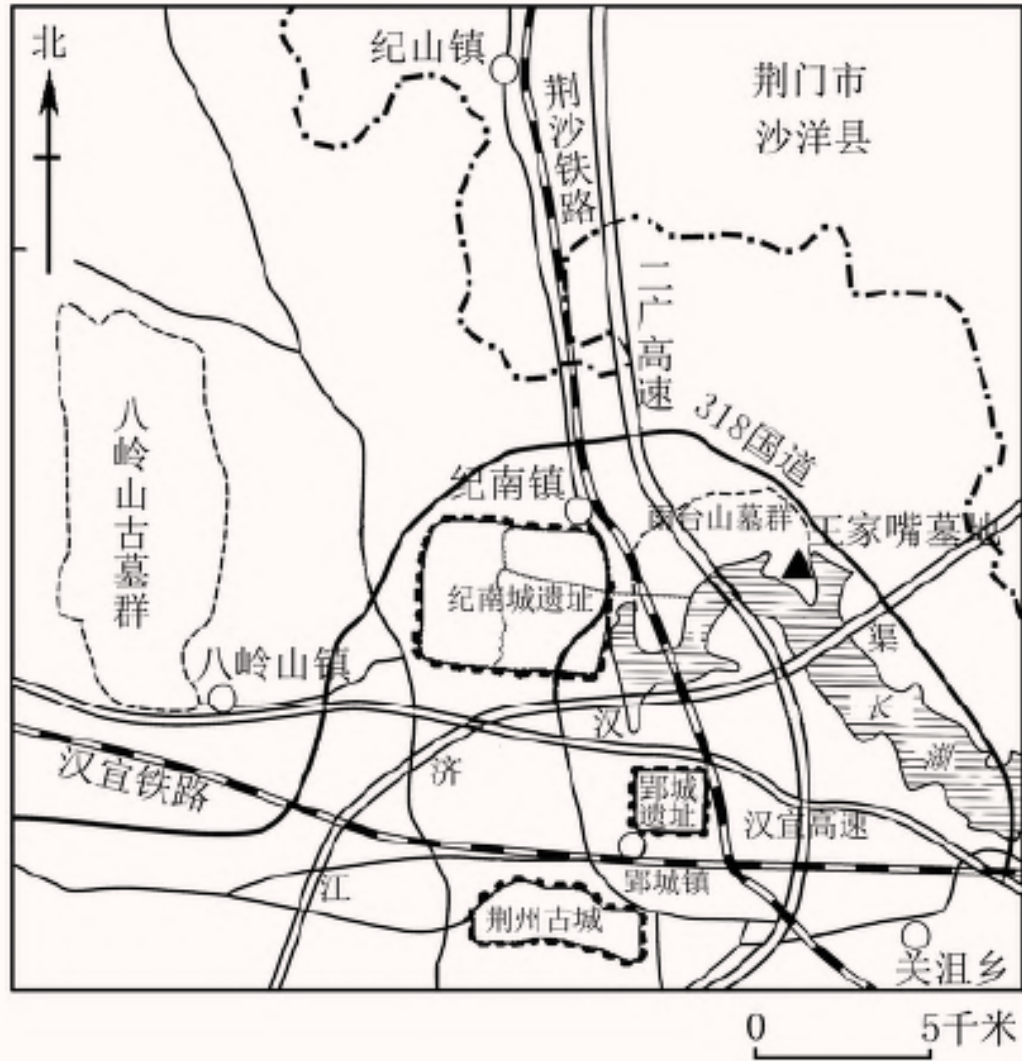 北
纪山镇
荆门市
沙洋县
荆沙铁路
二广高速
318国道
八岭山古墓群
纪南镇
雨台山墓群
王家嘴墓地
纪南城遗址
八岭山镇
引
江
济
汉
渠
长
湖
汉宜铁路
郢城
遗址
汉宜高速
郢城镇
荆州古城
关沮乡
0
5千米